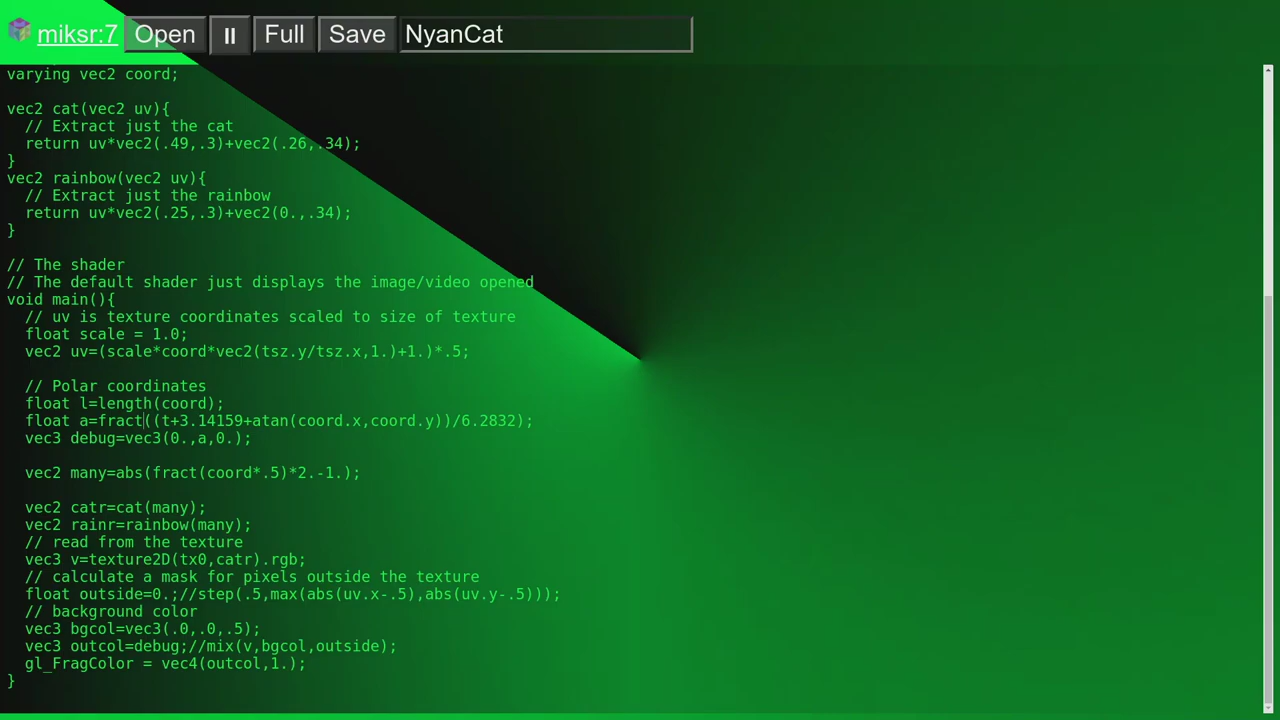 miksr:7 Open Full Save NyanCat
varying vec2 coord;
vec2 cat(vec2 uv){
// Extract just the cat
return uv*vec2(.49,.3)+vec2(.26,.34);
}
vec2 rainbow(vec2 uv){
// Extract just the rainbow
return uv*vec2(.25,.3)+vec2(0.,.34);
}
// The shader
// The default shader just displays the image/video opened
void main(){
// uv is texture coordinates scaled to size of texture
float scale = 1.0;
vec2 uv=(scale*coord*vec2(tsz.y/tsz.x,1.)+1.)*.5;
// Polar coordinates
float l=length(coord);
float a=fract((t+3.14159+atan(coord.x,coord.y))/6.2832);
vec3 debug=vec3(0.,a,0.);
vec2 many=abs(fract(coord*.5)*2.-1.);
vec2 catr=cat(many);
vec2 rainr=rainbow(many);
// read from the texture
vec3 v=texture2D(tx0,catr).rgb;
// calculate a mask for pixels outside the texture
float outside=0.;//step(.5,max(abs(uv.x-.5),abs(uv.y-.5)));
// background color
vec3 bgcol=vec3(.0,.0,.5);
vec3 outcol=debug;//mix(v,bgcol,outside);
gl_FragColor = vec4(outcol,1.);
}